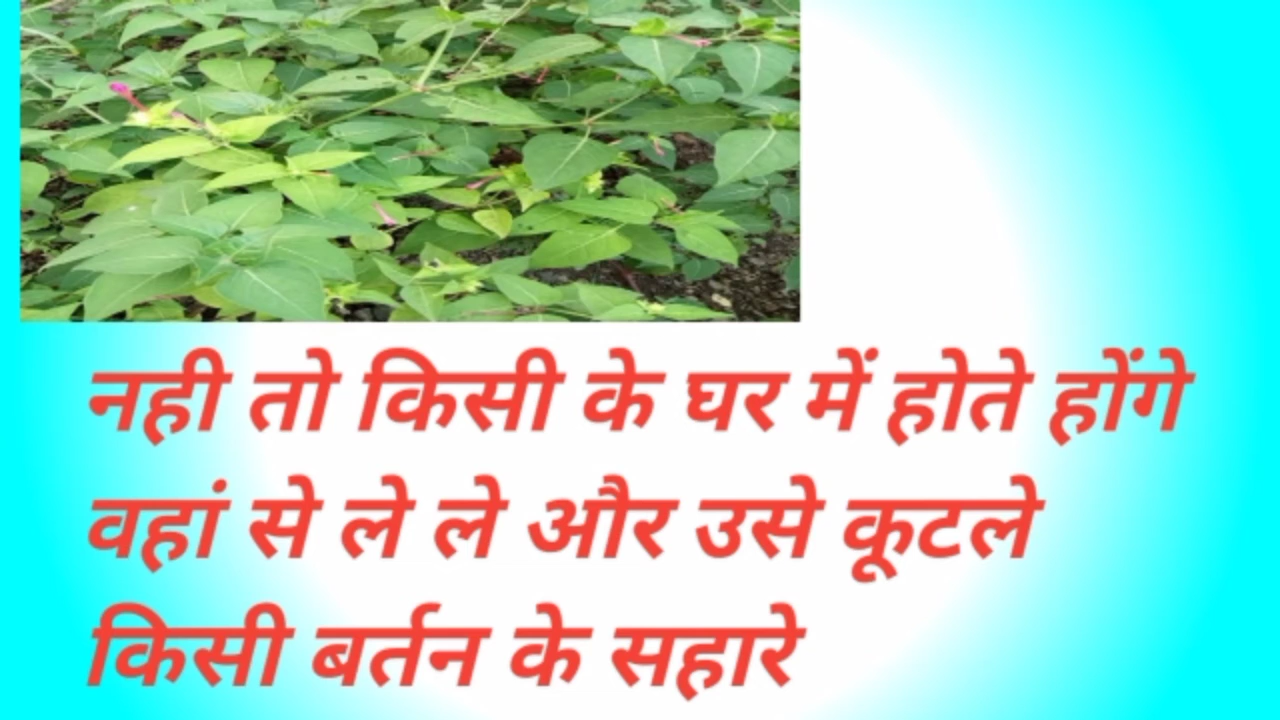 नही तो किसी के घर में होते होंगे
वहां से ले ले और उसे कूटले
किसी बर्तन के सहारे